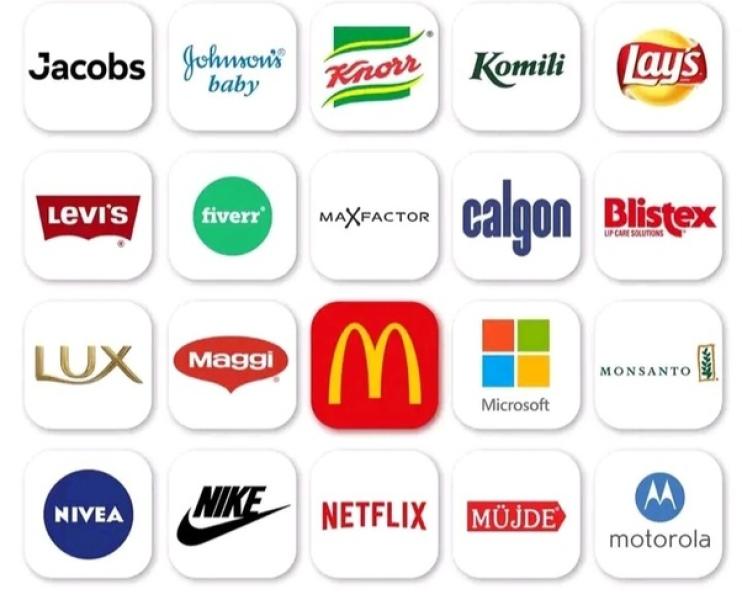 Jacobs
Johnson's®
baby
Knorr®
Komili
Lay's
LEVI'S
®
fiverr®
MAXFACTOR
calgon
Blistex
LIP CARE SOLUTIONS
LUX
Maggi®
M
Microsoft
MONSANTO
NIVEA
NIKE
NETFLIX
MÜJDE
motorola